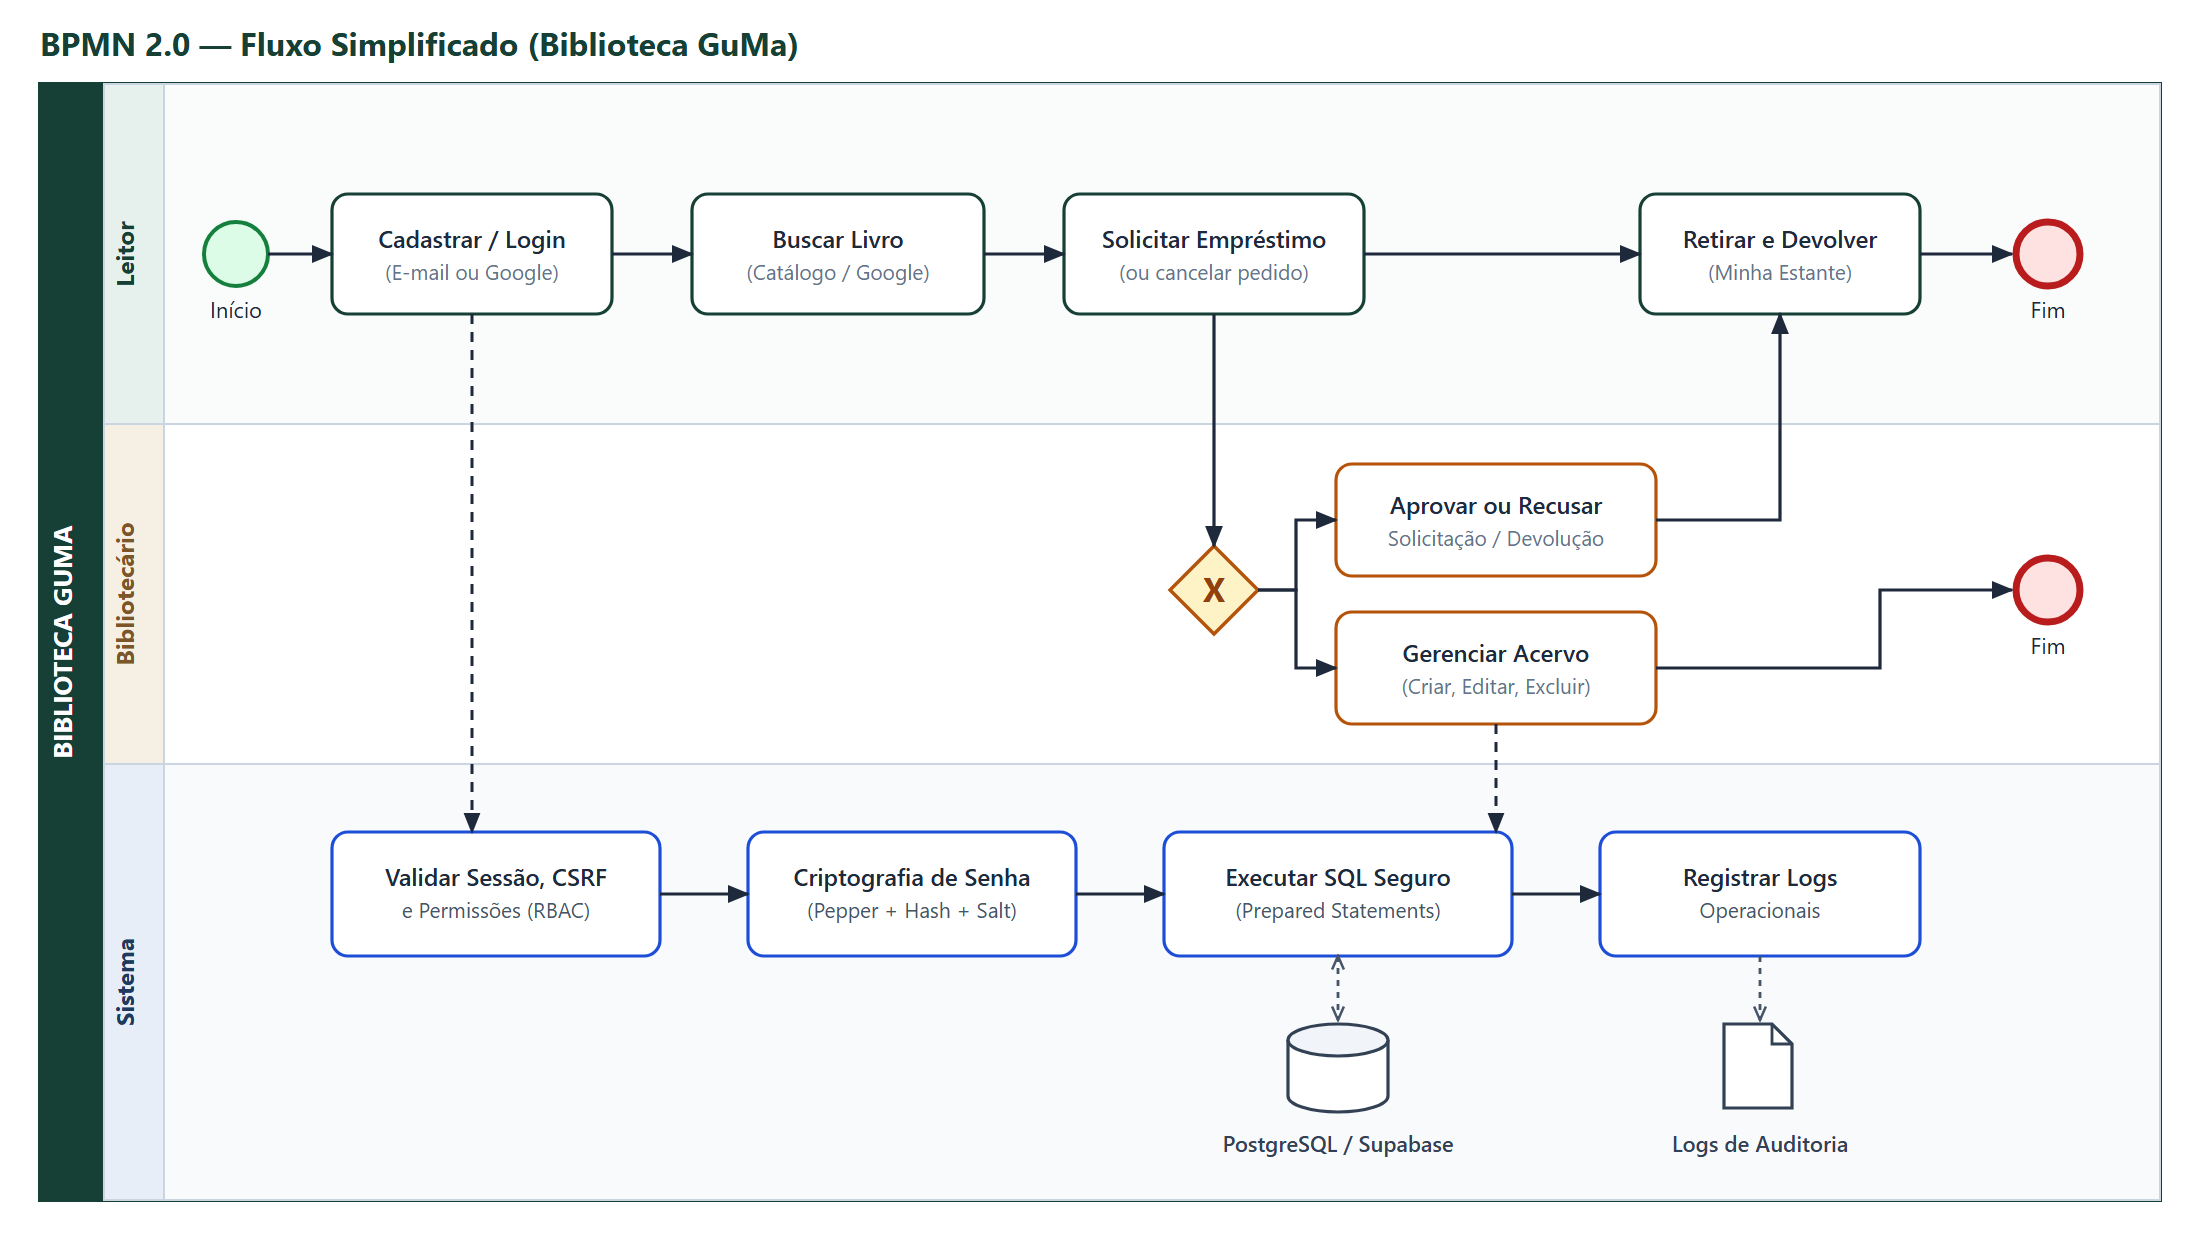 BPMN 2.0 — Fluxo Simplificado (Biblioteca GuMa)
BIBLIOTECA GUMA
Leitor
Início
Cadastrar / Login
(E-mail ou Google)
Buscar Livro
(Catálogo / Google)
Solicitar Empréstimo
(ou cancelar pedido)
Retirar e Devolver
(Minha Estante)
Fim
Bibliotecário
X
Aprovar ou Recusar
Solicitação / Devolução
Gerenciar Acervo
(Criar, Editar, Excluir)
Fim
Sistema
Validar Sessão, CSRF
e Permissões (RBAC)
Criptografia de Senha
(Pepper + Hash + Salt)
Executar SQL Seguro
(Prepared Statements)
Registrar Logs
Operacionais
PostgreSQL / Supabase
Logs de Auditoria